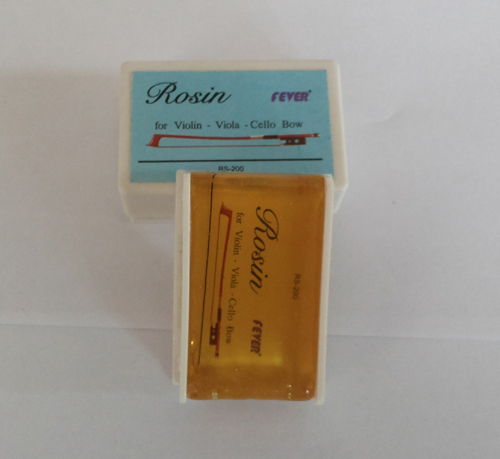 Rosin FEVER®
for Violin - Viola - Cello Bow
RS-200
Rosin FEVER®
for Violin - Viola - Cello Bow
RS-200